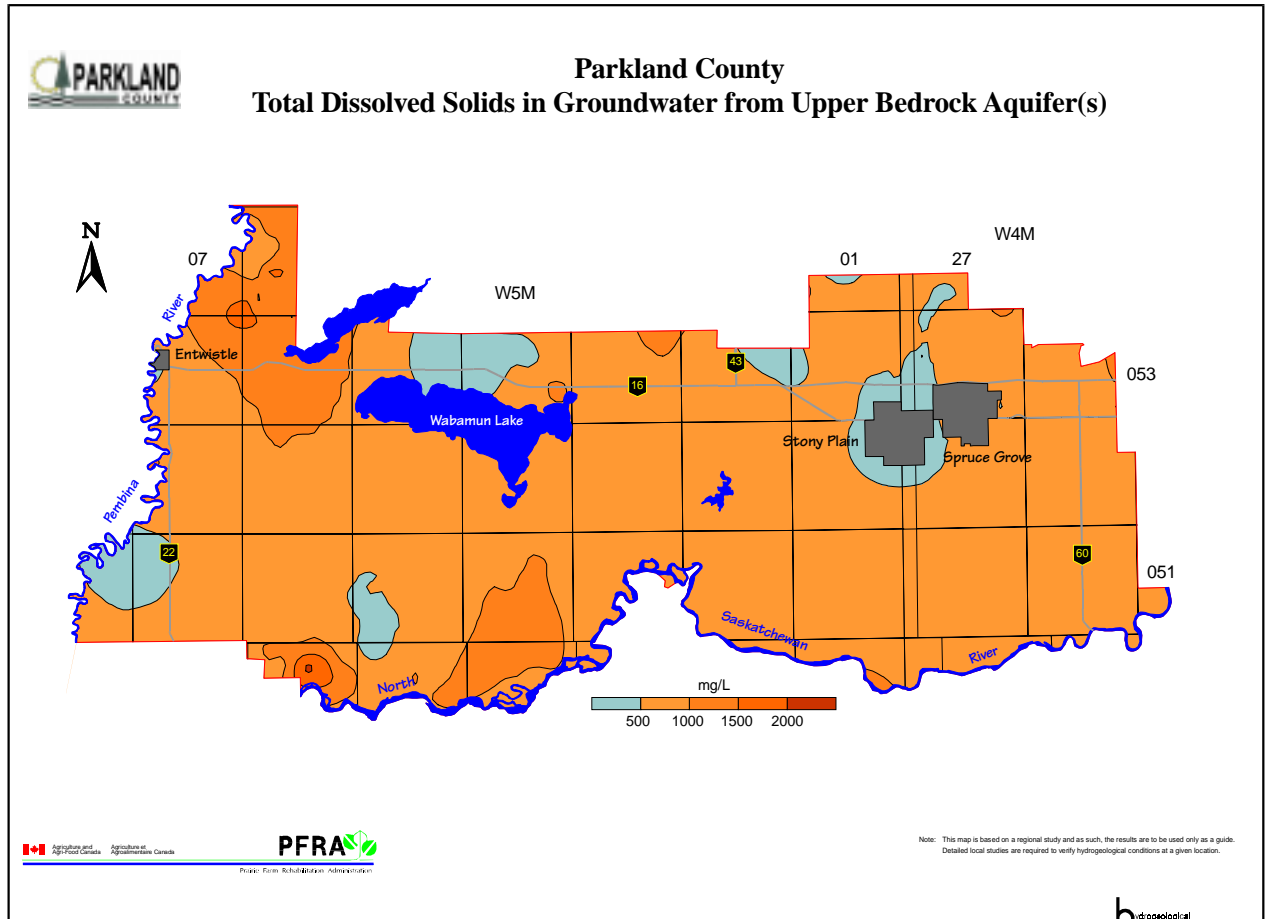 PARKLAND
COUNTY
Parkland County
Total Dissolved Solids in Groundwater from Upper Bedrock Aquifer(s)
N
07
W5M
01
27
W4M
River
Entwistle
43
053
16
Wabamun Lake
Stony Plain
Spruce Grove
Pembina
22
60
051
Saskatchewan
River
North
mg/L
500 1000 1500 2000
Agriculture and Agri-Food Canada
Agriculture et Agroalimentaire Canada
PFRA
Prairie Farm Rehabilitation Administration
Note: This map is based on a regional study and as such, the results are to be used only as a guide.
Detailed local studies are required to verify hydrogeological conditions at a given location.
hydrogeological